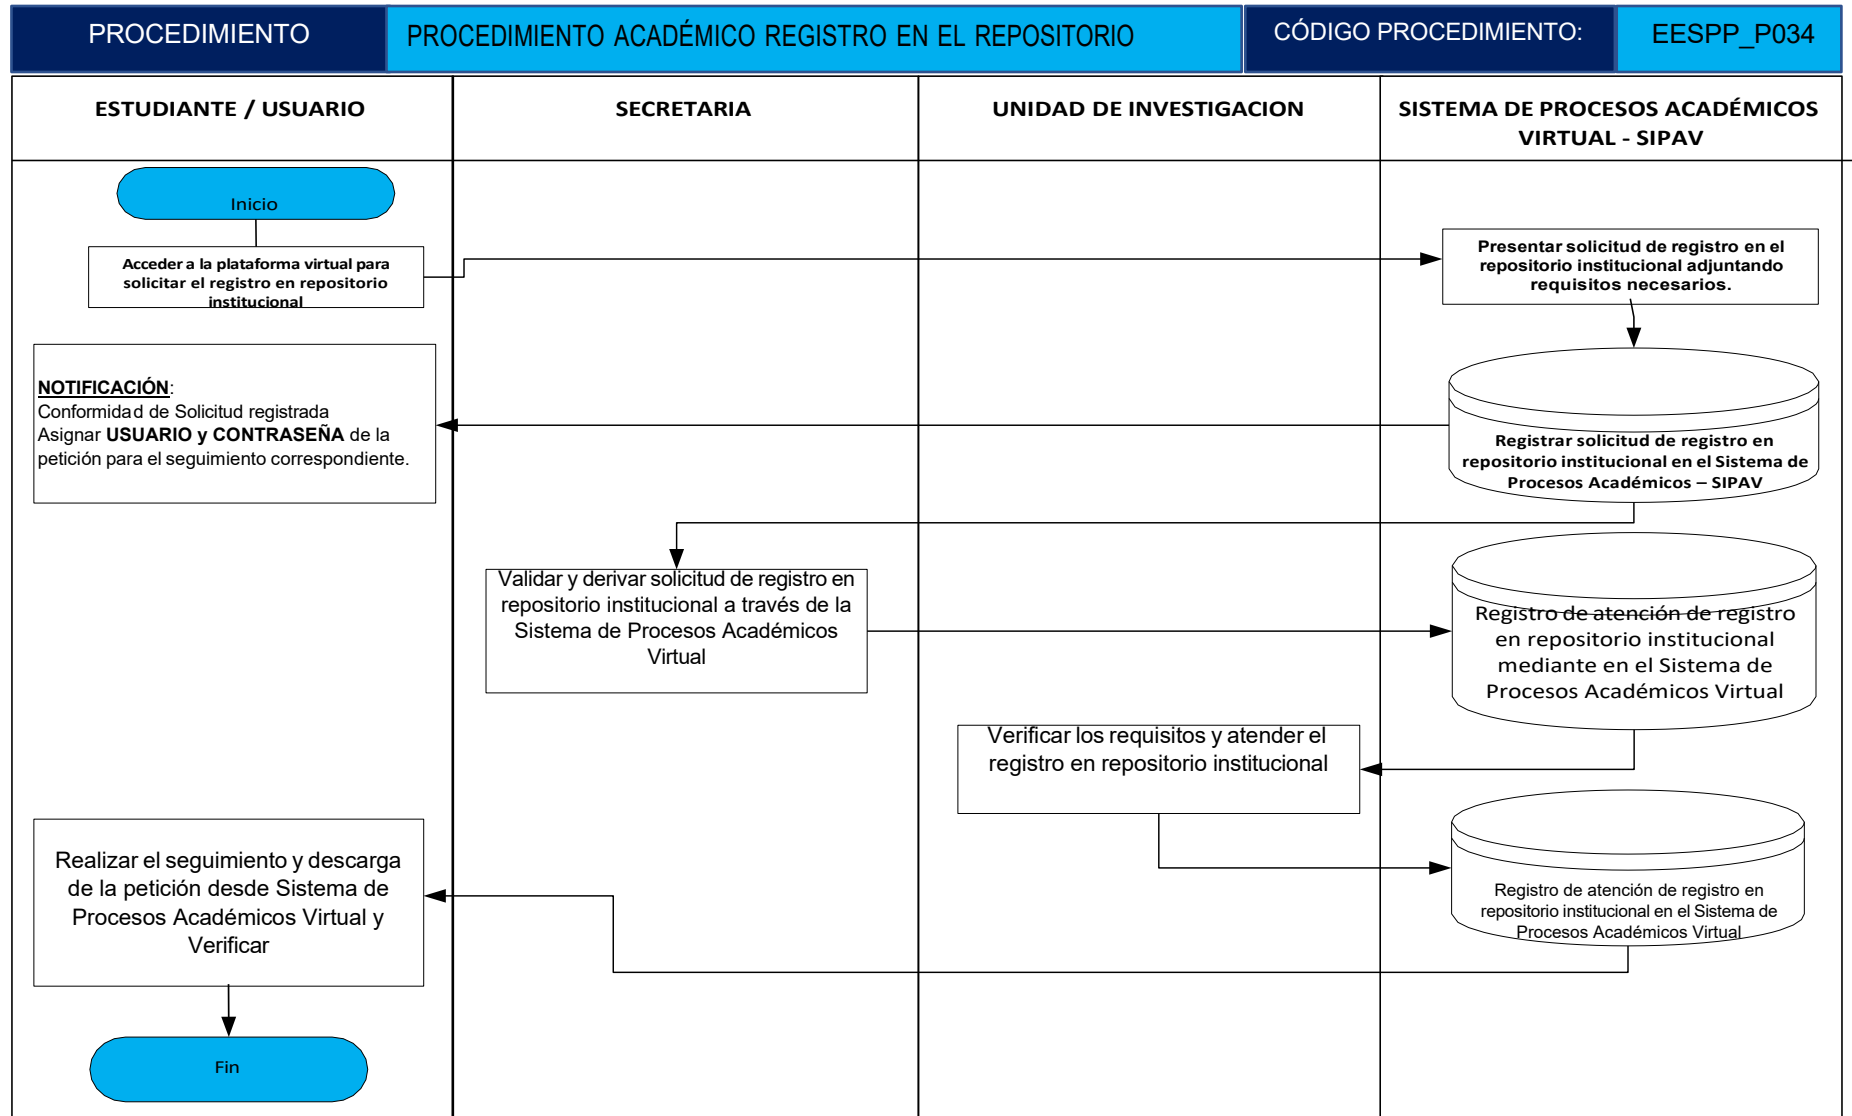 PROCEDIMIENTO
PROCEDIMIENTO ACADÉMICO REGISTRO EN EL REPOSITORIO
CÓDIGO PROCEDIMIENTO:
EESPP_P034
ESTUDIANTE / USUARIO
SECRETARIA
UNIDAD DE INVESTIGACION
SISTEMA DE PROCESOS ACADÉMICOS
VIRTUAL - SIPAV
Inicio
Acceder a la plataforma virtual para
solicitar el registro en repositorio
institucional
Presentar solicitud de registro en el
repositorio institucional adjuntando
requisitos necesarios.
NOTIFICACIÓN:
Conformidad de Solicitud registrada
Asignar USUARIO y CONTRASEÑA de la
petición para el seguimiento correspondiente.
Registrar solicitud de registro en
repositorio institucional en el Sistema de
Procesos Académicos – SIPAV
Validar y derivar solicitud de registro en
repositorio institucional a través de la
Sistema de Procesos Académicos
Virtual
Registro de atención de registro
en repositorio institucional
mediante en el Sistema de
Procesos Académicos Virtual
Verificar los requisitos y atender el
registro en repositorio institucional
Registro de atención de registro en
repositorio institucional en el Sistema de
Procesos Académicos Virtual
Realizar el seguimiento y descarga
de la petición desde Sistema de
Procesos Académicos Virtual y
Verificar
Fin